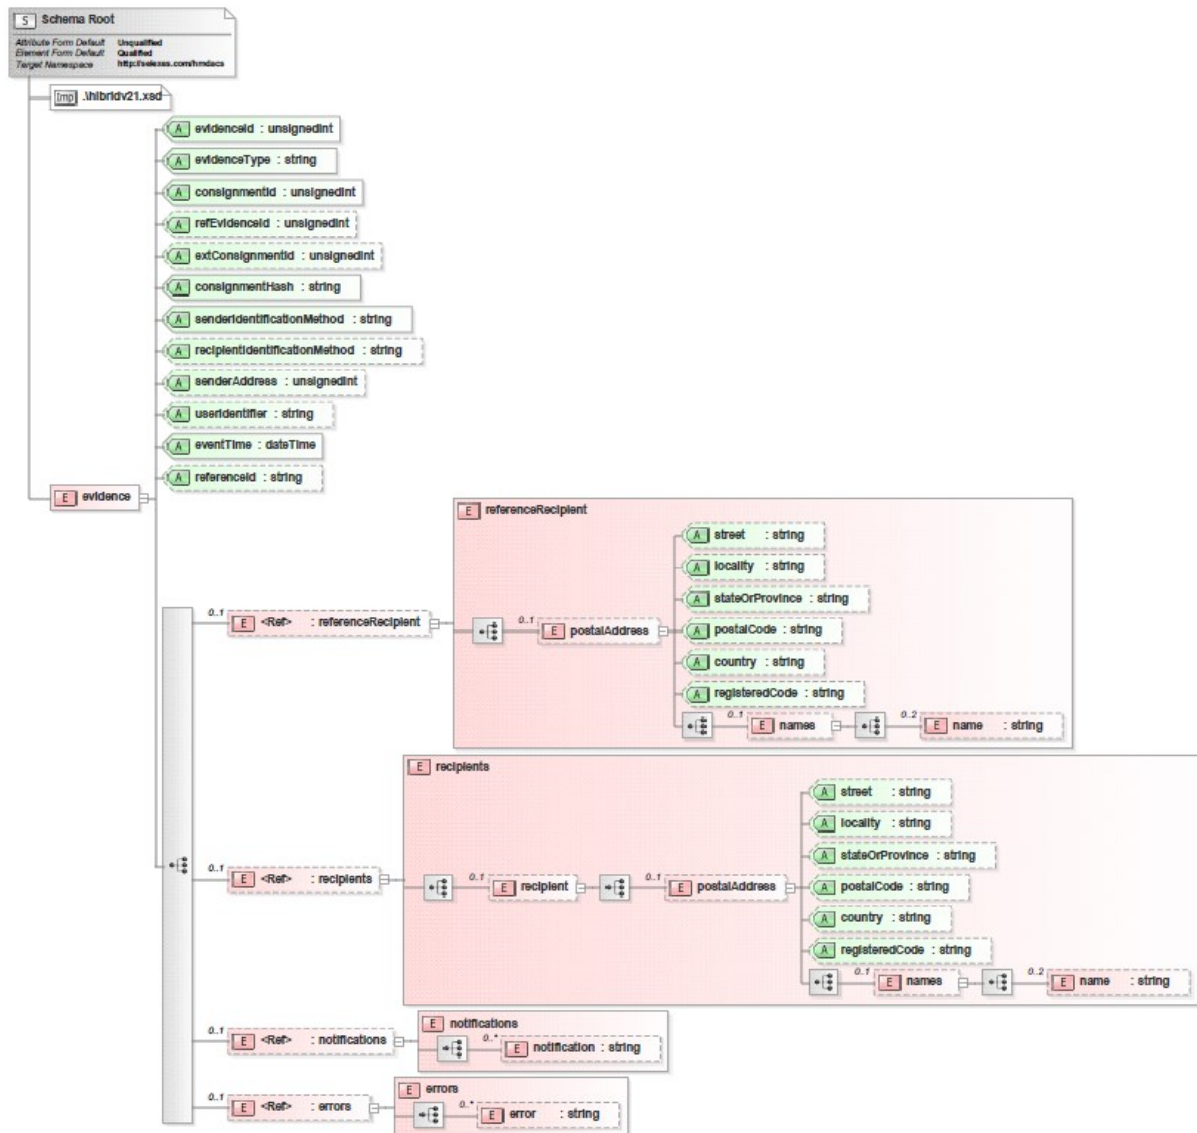 S Schema Root
Attribute Form Default Unqualified
Element Form Default Qualified
Target Namespace http://selexas.com/hmdacs
Imp .\hibridv21.xsd
A evidenceId : unsignedInt
A evidenceType : string
A consignmentId : unsignedInt
A refEvidenceId : unsignedInt
A extConsignmentId : unsignedInt
A consignmentHash : string
A senderIdentificationMethod : string
A recipientIdentificationMethod : string
A senderAddress : unsignedInt
A userIdentifier : string
A eventTime : dateTime
A referenceId : string
E evidence
E referenceRecipient
A street : string
A locality : string
A stateOrProvince : string
0..1 E <Ref> : referenceRecipient
0..1 E postalAddress
A postalCode : string
A country : string
A registeredCode : string
0..1 E names
0..2 E name : string
E recipients
A street : string
A locality : string
A stateOrProvince : string
0..1 E <Ref> : recipients
0..1 E recipient
0..1 E postalAddress
A postalCode : string
A country : string
A registeredCode : string
0..1 E names
0..2 E name : string
E notifications
0..1 E <Ref> : notifications
0..* E notification : string
E errors
0..1 E <Ref> : errors
0..* E error : string